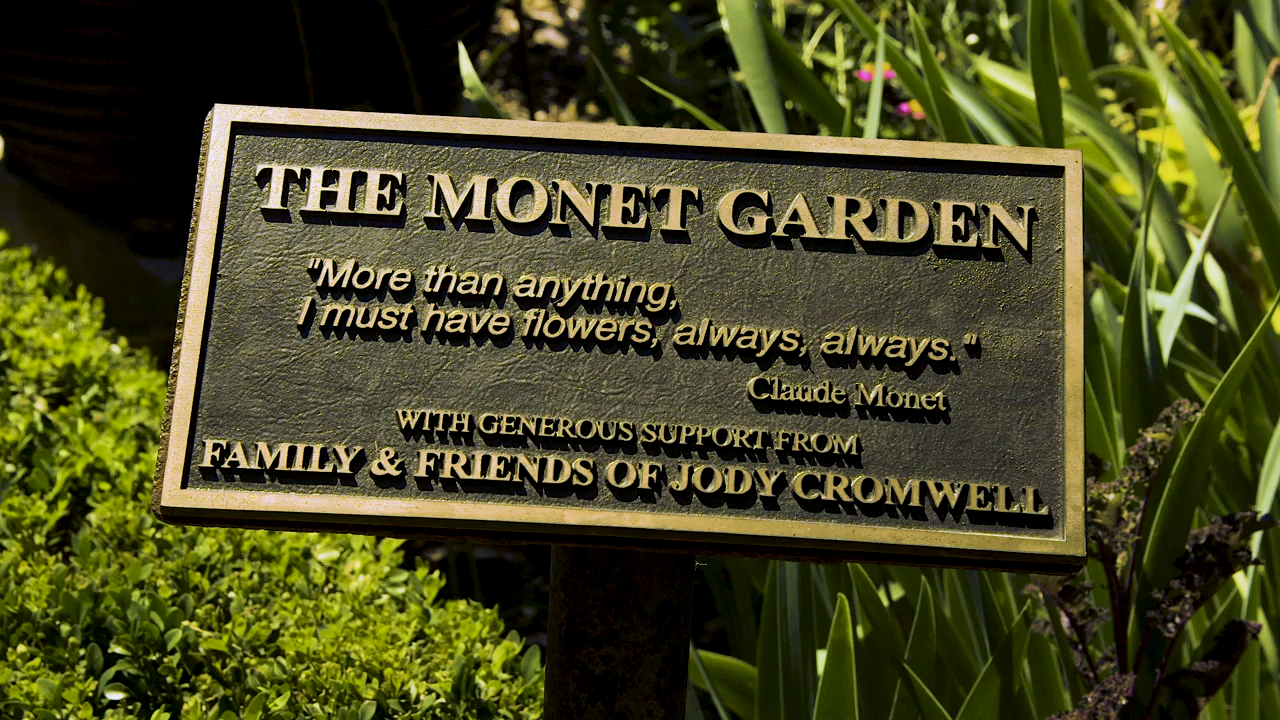 THE MONET GARDEN
"More than anything,
I must have flowers, always, always."
Claude Monet
WITH GENEROUS SUPPORT FROM
FAMILY & FRIENDS OF JODY CROMWELL